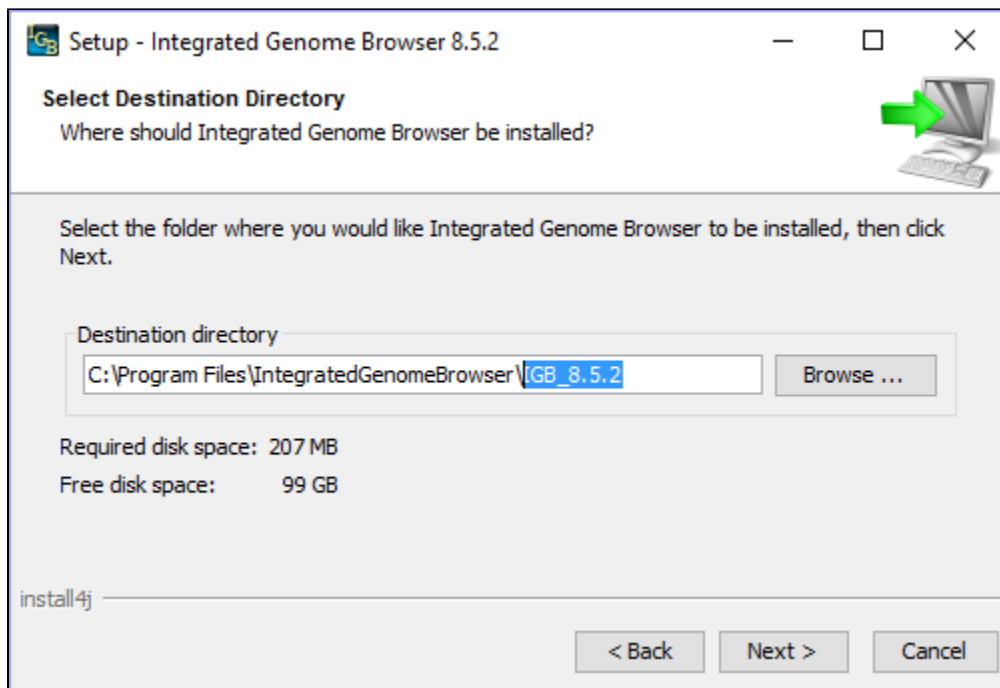 IGB
Setup - Integrated Genome Browser 8.5.2
Select Destination Directory
Where should Integrated Genome Browser be installed?
Select the folder where you would like Integrated Genome Browser to be installed, then click
Next.
Destination directory
C:\Program Files\IntegratedGenomeBrowser\IGB_8.5.2
Browse ...
Required disk space: 207 MB
Free disk space: 99 GB
install4j
< Back
Next >
Cancel